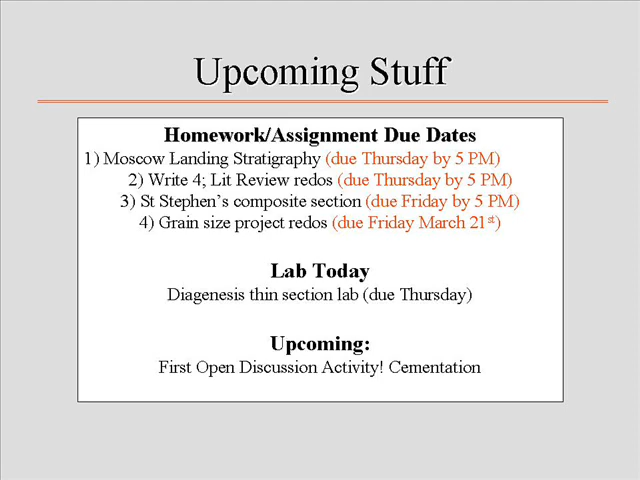 Upcoming Stuff
Homework/Assignment Due Dates
1) Moscow Landing Stratigraphy (due Thursday by 5 PM)
2) Write 4; Lit Review redos (due Thursday by 5 PM)
3) St Stephen's composite section (due Friday by 5 PM)
4) Grain size project redos (due Friday March 21st)
Lab Today
Diagenesis thin section lab (due Thursday)
Upcoming:
First Open Discussion Activity! Cementation